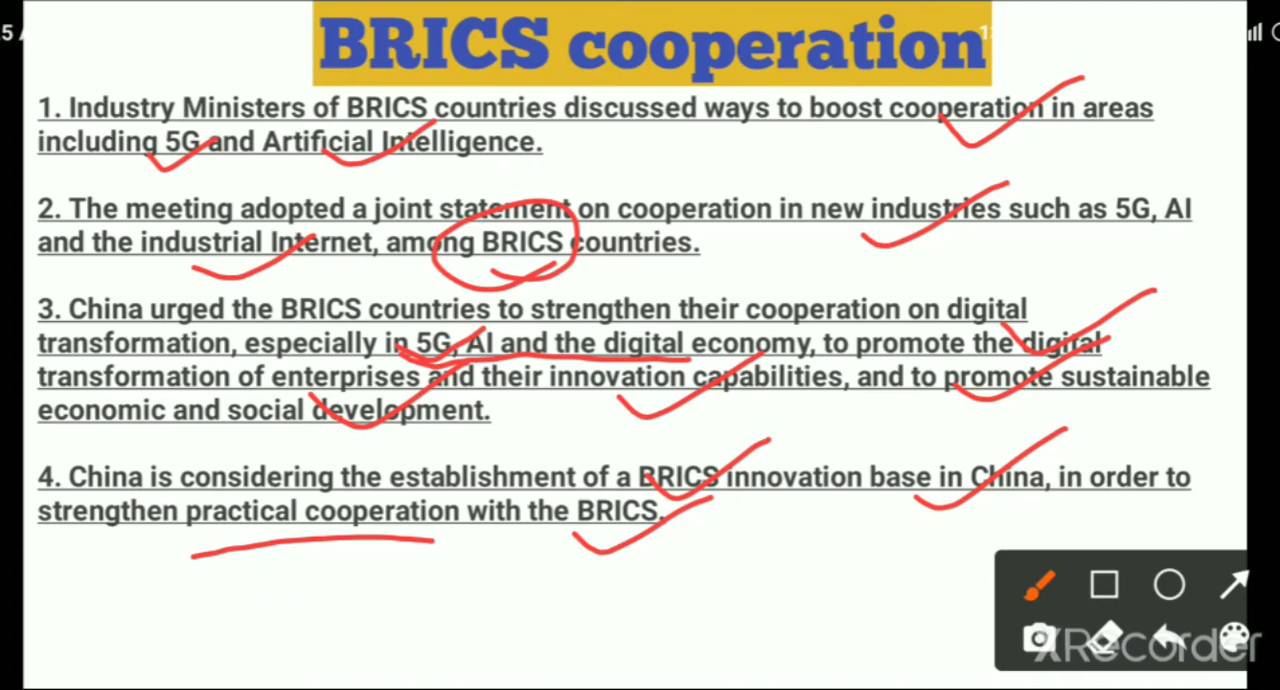 BRICS cooperation
1. Industry Ministers of BRICS countries discussed ways to boost cooperation in areas
including 5G and Artificial Intelligence.
2. The meeting adopted a joint statement on cooperation in new industries such as 5G, AI
and the industrial Internet, among BRICS countries.
3. China urged the BRICS countries to strengthen their cooperation on digital
transformation, especially in 5G, AI and the digital economy, to promote the digital
transformation of enterprises and their innovation capabilities, and to promote sustainable
economic and social development.
4. China is considering the establishment of a BRICS innovation base in China, in order to
strengthen practical cooperation with the BRICS.
XRecorder